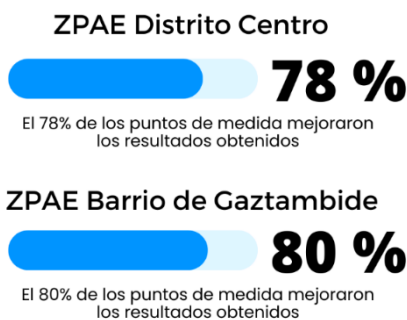 ZPAE Distrito Centro
78 %
El 78% de los puntos de medida mejoraron
los resultados obtenidos
ZPAE Barrio de Gaztambide
80 %
El 80% de los puntos de medida mejoraron
los resultados obtenidos